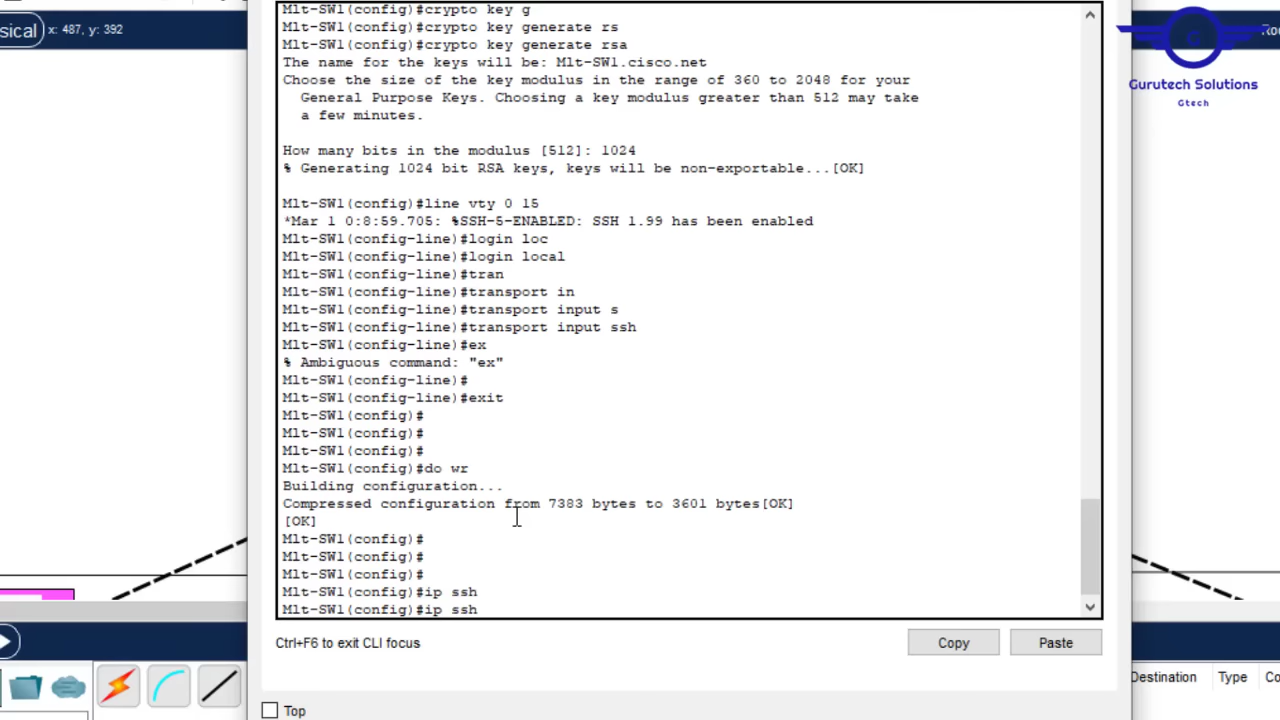 sical
x: 487, y: 392
Mlt-SW1(config)#crypto key g
Mlt-SW1(config)#crypto key generate rs
Mlt-SW1(config)#crypto key generate rsa
The name for the keys will be: Mlt-SW1.cisco.net
Choose the size of the key modulus in the range of 360 to 2048 for your
General Purpose Keys. Choosing a key modulus greater than 512 may take
a few minutes.
How many bits in the modulus [512]: 1024
% Generating 1024 bit RSA keys, keys will be non-exportable...[OK]
Mlt-SW1(config)#line vty 0 15
*Mar 1 0:8:59.705: %SSH-5-ENABLED: SSH 1.99 has been enabled
Mlt-SW1(config-line)#login loc
Mlt-SW1(config-line)#login local
Mlt-SW1(config-line)#tran
Mlt-SW1(config-line)#transport in
Mlt-SW1(config-line)#transport input s
Mlt-SW1(config-line)#transport input ssh
Mlt-SW1(config-line)#ex
% Ambiguous command: "ex"
Mlt-SW1(config-line)#
Mlt-SW1(config-line)#exit
Mlt-SW1(config)#
Mlt-SW1(config)#
Mlt-SW1(config)#
Mlt-SW1(config)#do wr
Building configuration...
Compressed configuration from 7383 bytes to 3601 bytes[OK]
[OK]
Mlt-SW1(config)#
Mlt-SW1(config)#
Mlt-SW1(config)#
Mlt-SW1(config)#ip ssh
Mlt-SW1(config)#ip ssh
Ctrl+F6 to exit CLI focus
Copy
Paste
Top
G
Rou
Gurutech Solutions
Gtech
Destination
Type
Co